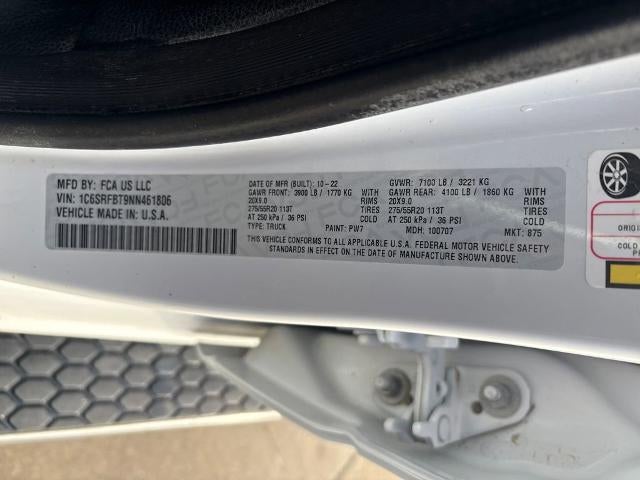 MFD BY: FCA US LLC
VIN: 1C6SRFBT9NN461806
VEHICLE MADE IN U.S.A.
DATE OF MFR (BUILT): 10-22
GAWR FRONT: 3900 LB / 1770 KG
20X9.0
275/55R20 113T
AT 250 kPa / 36 PSI
TYPE: TRUCK PAINT: PW7
WITH
RIMS
TIRES
COLD
GVWR: 7100 LB / 3221 KG
GAWR REAR: 4100 LB / 1860 KG
20X9.0
275/55R20 113T
AT 250 kPa / 36 PSI
MDH: 100707 MKT: 875
WITH
RIMS
TIRES
COLD
THIS VEHICLE CONFORMS TO ALL APPLICABLE U.S.A. FEDERAL MOTOR VEHICLE SAFETY
STANDARDS IN EFFECT ON THE DATE OF MANUFACTURE SHOWN ABOVE.
ORIGI
COLD